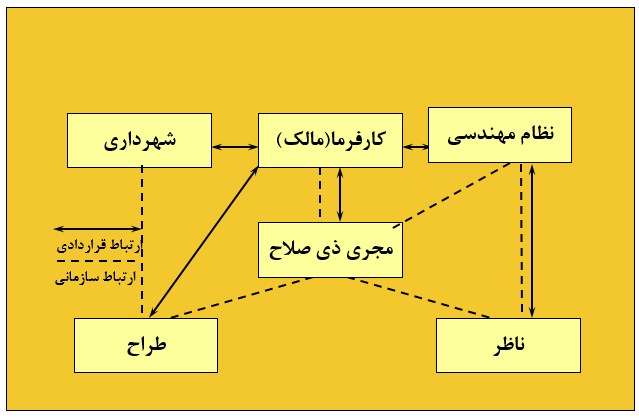 نظام مهندسی
کارفرما(مالک)
شهرداری
مجری ذی صلاح
ارتباط قراردادی
ارتباط سازمانی
ناظر
طراح